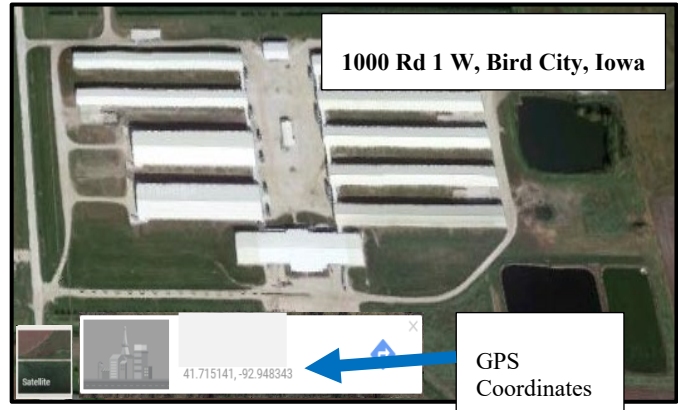 1000 Rd 1 W, Bird City, Iowa
41.715141, -92.948343
Satellite
GPS
Coordinates